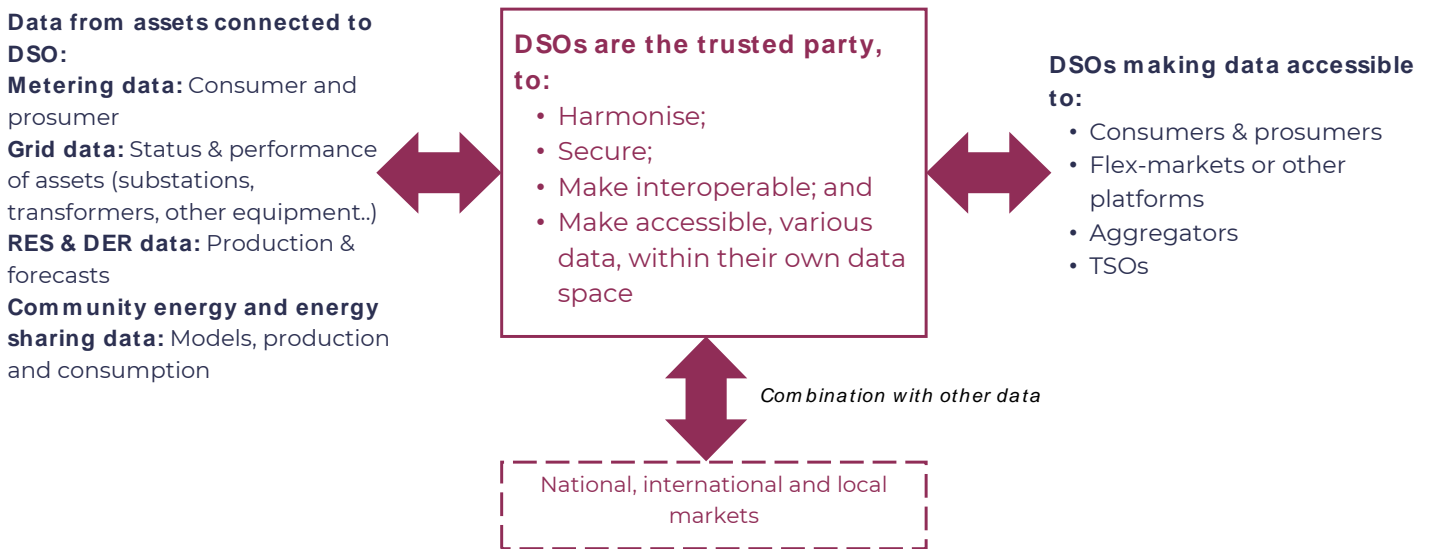 Data from assets connected to
DSO:
Metering data: Consumer and
prosumer
Grid data: Status & performance
of assets (substations,
transformers, other equipment..)
RES & DER data: Production &
forecasts
Community energy and energy
sharing data: Models, production
and consumption
DSOs are the trusted party,
to:
• Harmonise;
• Secure;
• Make interoperable; and
• Make accessible, various
data, within their own data
space
DSOs making data accessible
to:
• Consumers & prosumers
• Flex-markets or other
platforms
• Aggregators
• TSOs
Combination with other data
National, international and local
markets